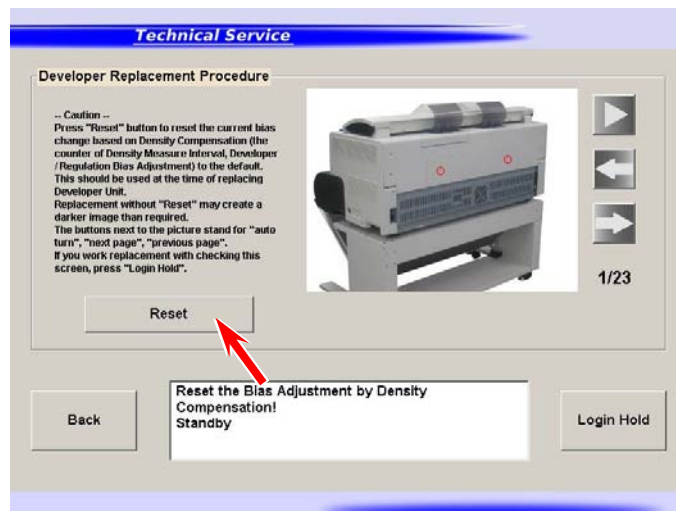 Technical Service
Developer Replacement Procedure
-- Caution --
Press "Reset" button to reset the current bias
change based on Density Compensation (the
counter of Density Measure Interval, Developer
/Regulation Bias Adjustment) to the default.
This should be used at the time of replacing
Developer Unit.
Replacement without "Reset" may create a
darker image than required.
The buttons next to the picture stand for "auto
turn", "next page", "previous page".
If you work replacement with checking this
screen, press "Login Hold".
1/23
Reset
Reset the Bias Adjustment by Density
Compensation!
Standby
Back
Login Hold